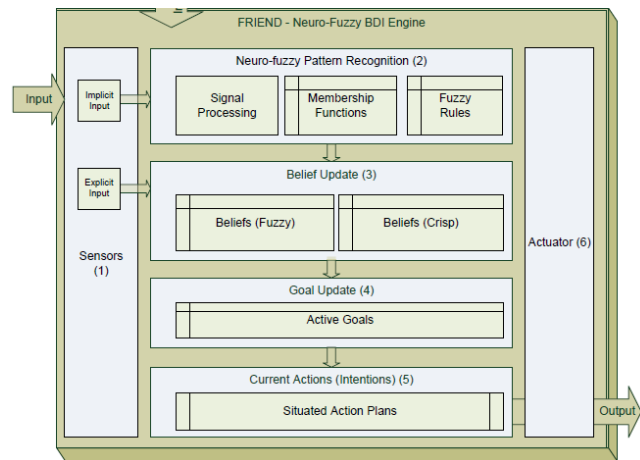 FRIEND - Neuro-Fuzzy BDI Engine
Neuro-fuzzy Pattern Recognition (2)
Input
Implicit
Input
Signal
Processing
Membership
Functions
Fuzzy
Rules
Belief Update (3)
Explicit
Input
Beliefs (Fuzzy)
Beliefs (Crisp)
Sensors
(1)
Actuator (6)
Goal Update (4)
Active Goals
Current Actions (Intentions) (5)
Situated Action Plans
Output